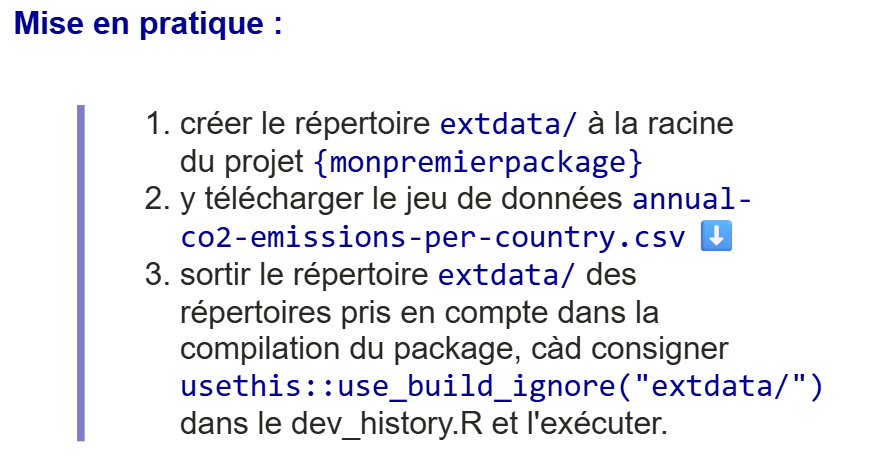 Mise en pratique :
1. créer le répertoire extdata/ à la racine
du projet {monpremierpackage}
2. y télécharger le jeu de données annual-
co2-emissions-per-country.csv ⬇️
3. sortir le répertoire extdata/ des
répertoires pris en compte dans la
compilation du package, càd consigner
usethis::use_build_ignore("extdata/")
dans le dev_history.R et l'exécuter.